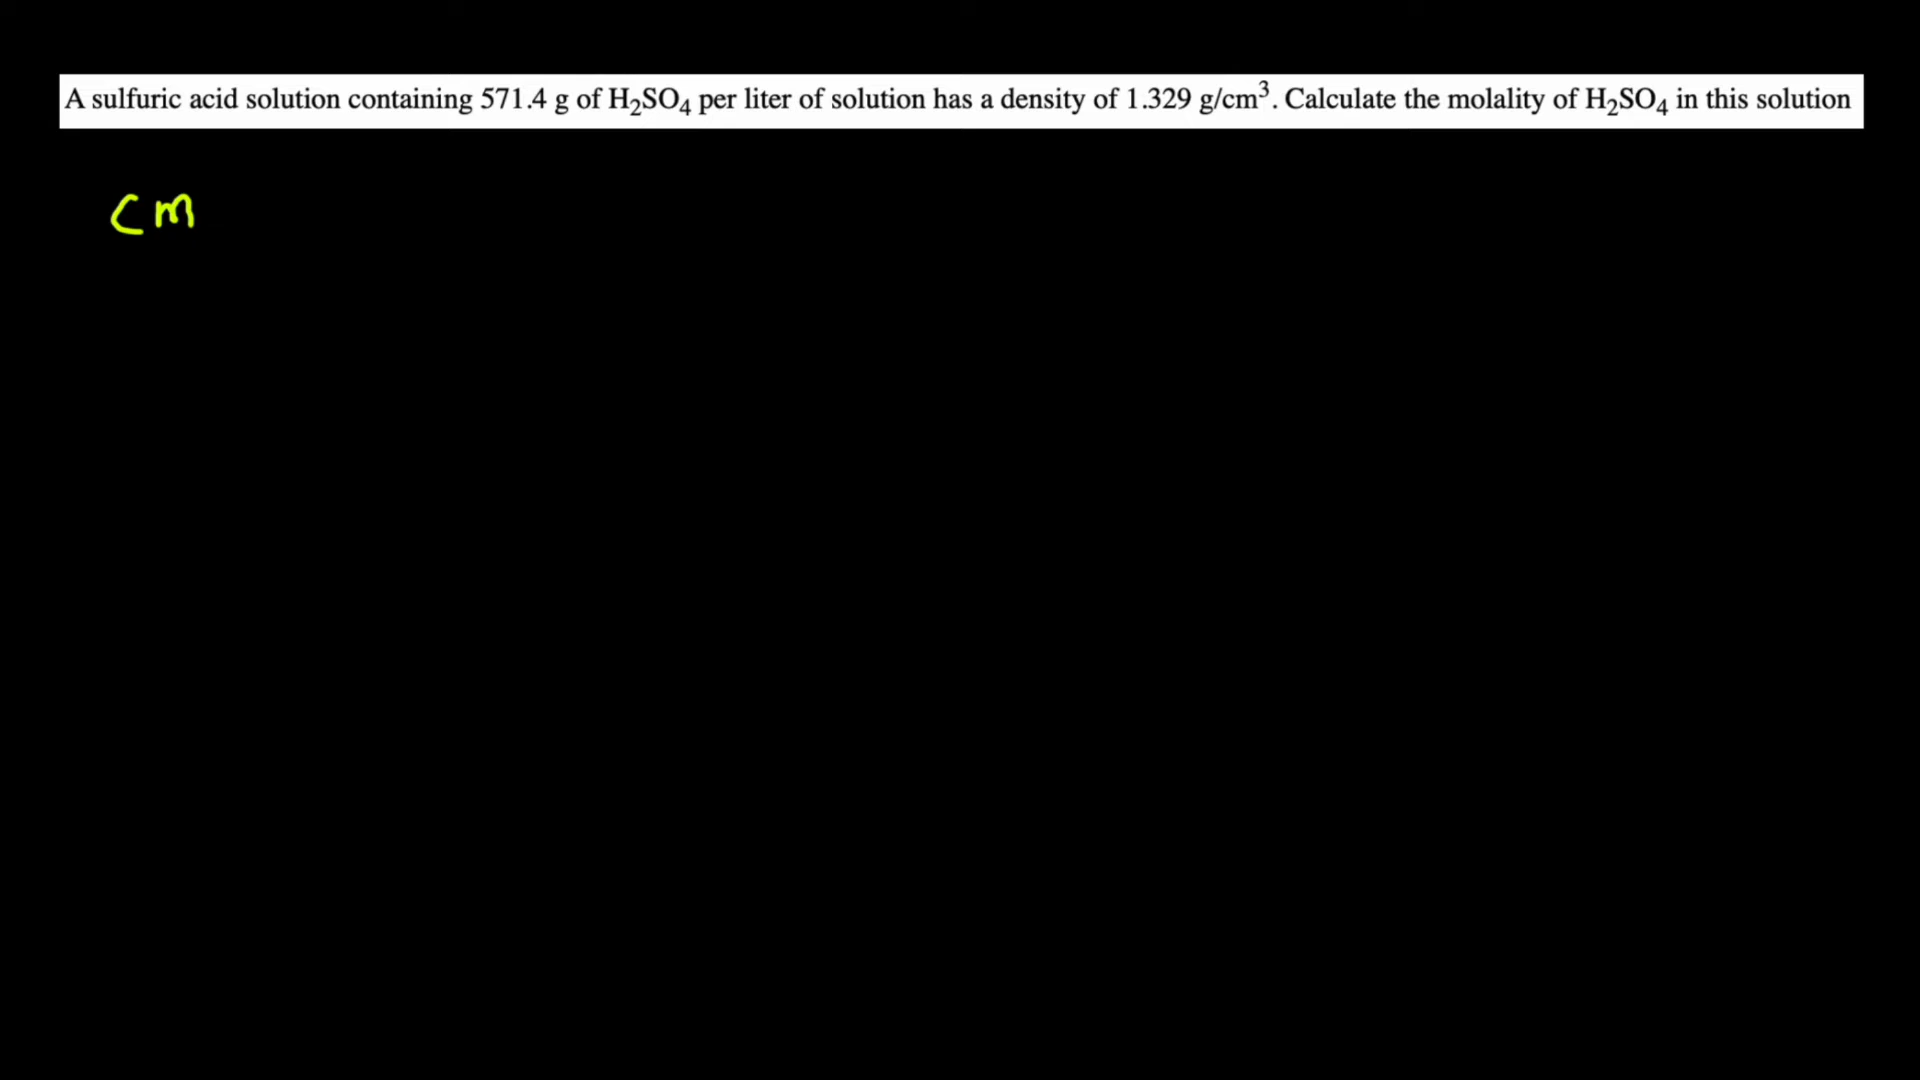 A sulfuric acid solution containing 571.4 g of H₂SO₄ per liter of solution has a density of 1.329 g/cm³. Calculate the molality of H₂SO₄ in this solution
cm